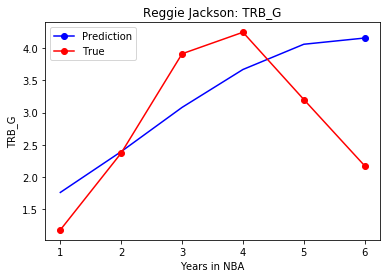 Reggie Jackson: TRB_G
Prediction
True
4.0
3.5
3.0
2.5
2.0
1.5
TRB_G
1 2 3 4 5 6
Years in NBA